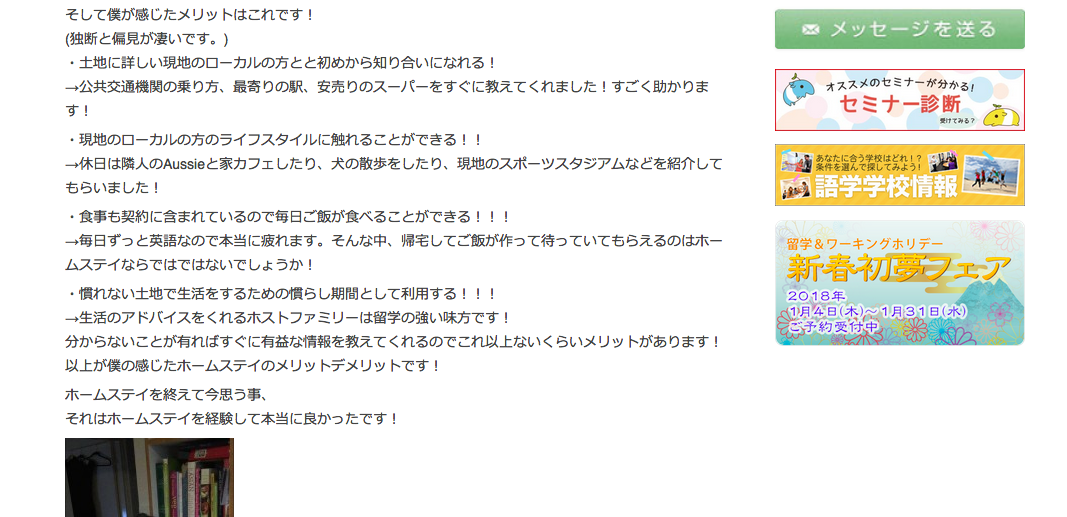 そして僕が感じたメリットはこれです！
(独断と偏見が凄いです。)
・土地に詳しい現地のローカルの方とと初めから知り合いになれる！
→公共交通機関の乗り方、最寄りの駅、安売りのスーパーをすぐに教えてくれました！すごく助かりま
す！
・現地のローカルの方のライフスタイルに触れることができる！！
→休日は隣人のAussieと家カフェしたり、犬の散歩をしたり、現地のスポーツスタジアムなどを紹介して
もらいました！
・食事も契約に含まれているので毎日ご飯が食べることができる！！！
→毎日ずっと英語なので本当に疲れます。そんな中、帰宅してご飯が作って待っていてもらえるのはホー
ムステイならではではないでしょうか！
・慣れない土地で生活をするための慣らし期間として利用する！！！
→生活のアドバイスをくれるホストファミリーは留学の強い味方です！
分からないことが有ればすぐに有益な情報を教えてくれるのでこれ以上ないくらいメリットがあります！
以上が僕の感じたホームステイのメリットデメリットです！
ホームステイを終えて今思う事、
それはホームステイを経験して本当に良かったです！
メッセージを送る
オススメのセミナーが分かる!
セミナー診断
受けてみる?
あなたに合う学校はどれ!?
条件を選んで探してみよう!
語学学校情報
留学＆ワーキングホリデー
新春初夢フェア
2018年
1月4日(木)～1月31日(水)
ご予約受付中